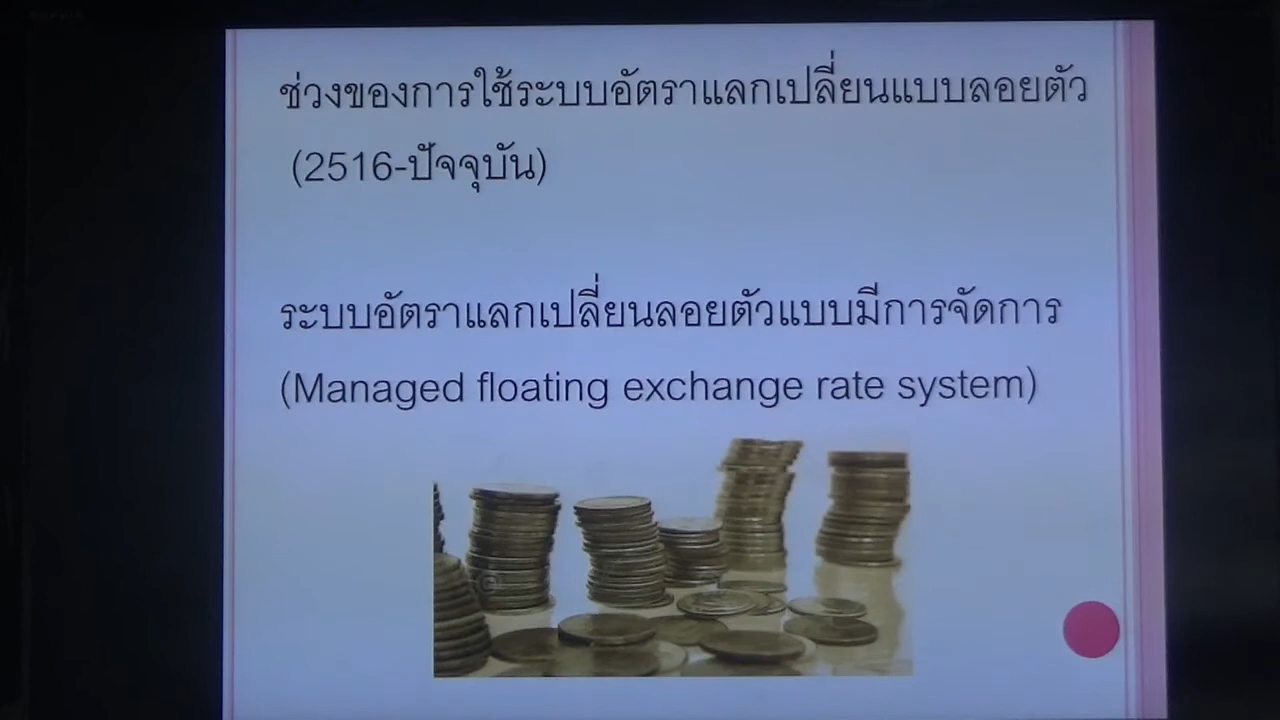 ช่วงของการใช้ระบบอัตราแลกเปลี่ยนแบบลอยตัว
(2516-ปัจจุบัน)
ระบบอัตราแลกเปลี่ยนลอยตัวแบบมีการจัดการ
(Managed floating exchange rate system)